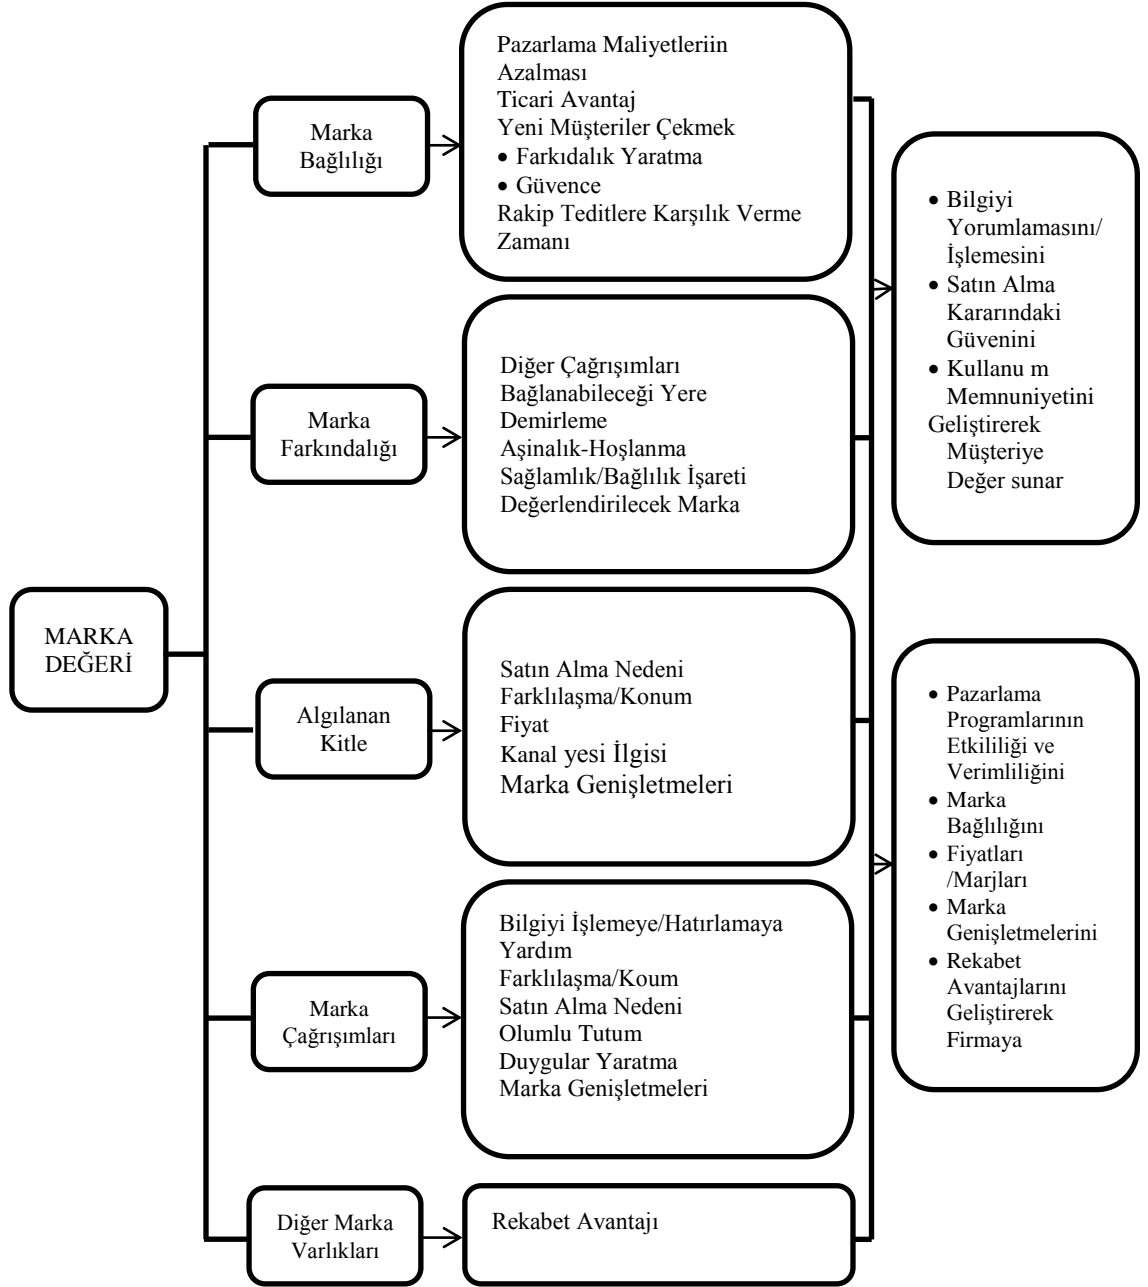 MARKA
DEĞERİ
Marka
Bağlılığı
Pazarlama Maliyetleriin
Azalması
Ticari Avantaj
Yeni Müşteriler Çekmek
• Farkıdalık Yaratma
• Güvence
Rakip Teditlere Karşılık Verme
Zamanı
Marka
Farkındalığı
Diğer Çağrışımları
Bağlanabileceği Yere
Demirleme
Aşinalık-Hoşlanma
Sağlamlık/Bağlılık İşareti
Değerlendirilecek Marka
Algılanan
Kitle
Satın Alma Nedeni
Farklılaşma/Konum
Fiyat
Kanal yesi İlgisi
Marka Genişletmeleri
Marka
Çağrışımları
Bilgiyi İşlemeye/Hatırlamaya
Yardım
Farklılaşma/Koum
Satın Alma Nedeni
Olumlu Tutum
Duygular Yaratma
Marka Genişletmeleri
Diğer Marka
Varlıkları
Rekabet Avantajı
• Bilgiyi
Yorumlamasını/
İşlemesini
• Satın Alma
Kararındaki
Güvenini
• Kullanu m
Memnuniyetini
Geliştirerek
Müşteriye
Değer sunar
• Pazarlama
Programlarının
Etkililiği ve
Verimliliğini
• Marka
Bağlılığını
• Fiyatları
/Marjları
• Marka
Genişletmelerini
• Rekabet
Avantajlarını
Geliştirerek
Firmaya